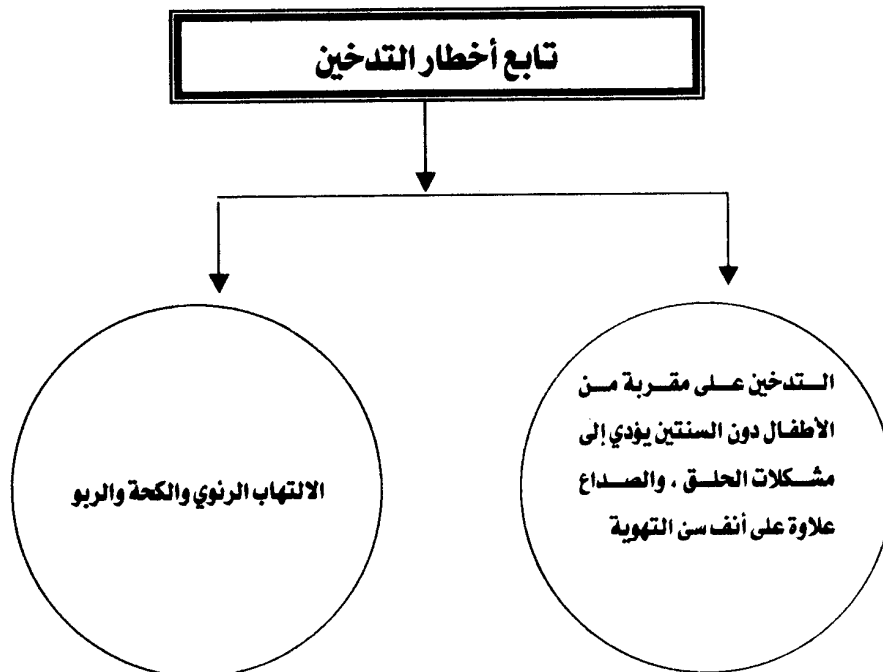 تابع أخطار التدخين
التدخين على مقربة من
الأطفال دون السنتين يؤدي إلى
مشكلات الحلق ، والصداع
علاوة على أنف سن التهوية
الالتهاب الرئوي والكحة والربو